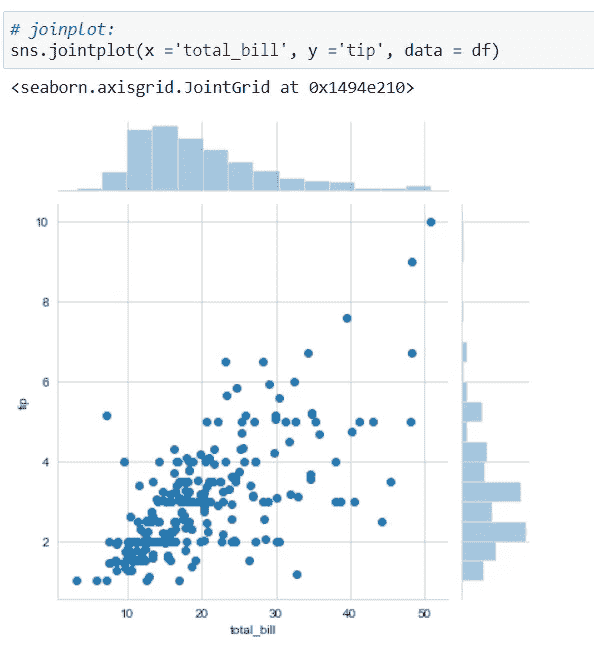 # joinplot:
sns.jointplot(x ='total_bill', y ='tip', data = df)
<seaborn.axisgrid.JointGrid at 0x1494e210>
10
8
6
4
2
tip
10 20 30 40 50
total_bill